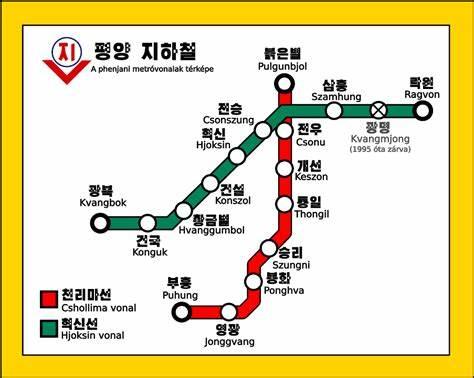 지 평양 지하철
A phenjani metróvonalak térképe
붉은별
Pulgunbjol
삼흥
Szamhung
락원
Ragvon
광명
Kvangmjong
(1995 óta zárva)
전승
Csonszung
전우
Csonu
혁신
Hjoksin
개선
Keszon
건설
Konszol
통일
Thongil
광복
Kvangbok
황금벌
Hvanggumbol
건국
Konguk
승리
Szungni
봉화
Ponghva
부흥
Puhung
영광
Jonggvang
천리마선
Cshollima vonal
혁신선
Hjoksin vonal